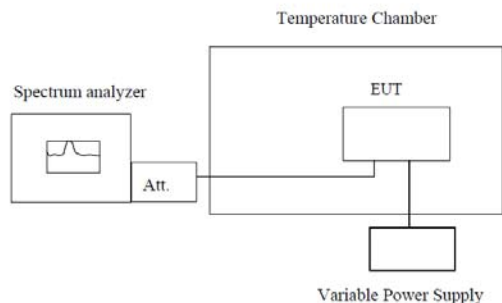 Temperature Chamber
Spectrum analyzer
EUT
Att.
Variable Power Supply